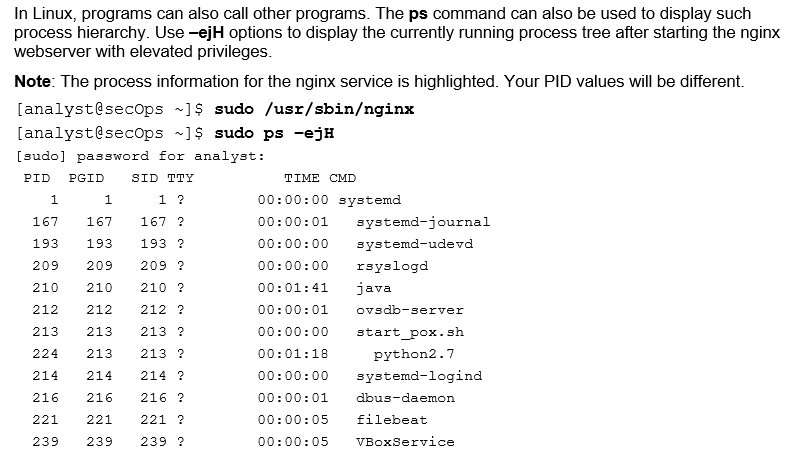 In Linux, programs can also call other programs. The ps command can also be used to display such
process hierarchy. Use –ejH options to display the currently running process tree after starting the nginx
webserver with elevated privileges.
Note: The process information for the nginx service is highlighted. Your PID values will be different.
[analyst@secOps ~]$ sudo /usr/sbin/nginx
[analyst@secOps ~]$ sudo ps –ejH
[sudo] password for analyst:
PID PGID SID TTY TIME CMD
1 1 1 ? 00:00:00 systemd
167 167 167 ? 00:00:01 systemd-journal
193 193 193 ? 00:00:00 systemd-udevd
209 209 209 ? 00:00:00 rsyslogd
210 210 210 ? 00:01:41 java
212 212 212 ? 00:00:01 ovsdb-server
213 213 213 ? 00:00:00 start_pox.sh
224 213 213 ? 00:01:18 python2.7
214 214 214 ? 00:00:00 systemd-logind
216 216 216 ? 00:00:01 dbus-daemon
221 221 221 ? 00:00:05 filebeat
239 239 239 ? 00:00:05 VBoxService